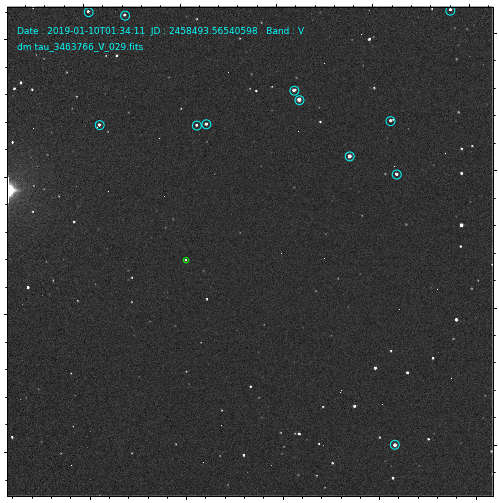 Date : 2019-01-10T01:34:11 JD : 2458493.56540598 Band : V
dm tau_3463766_V_029.fits